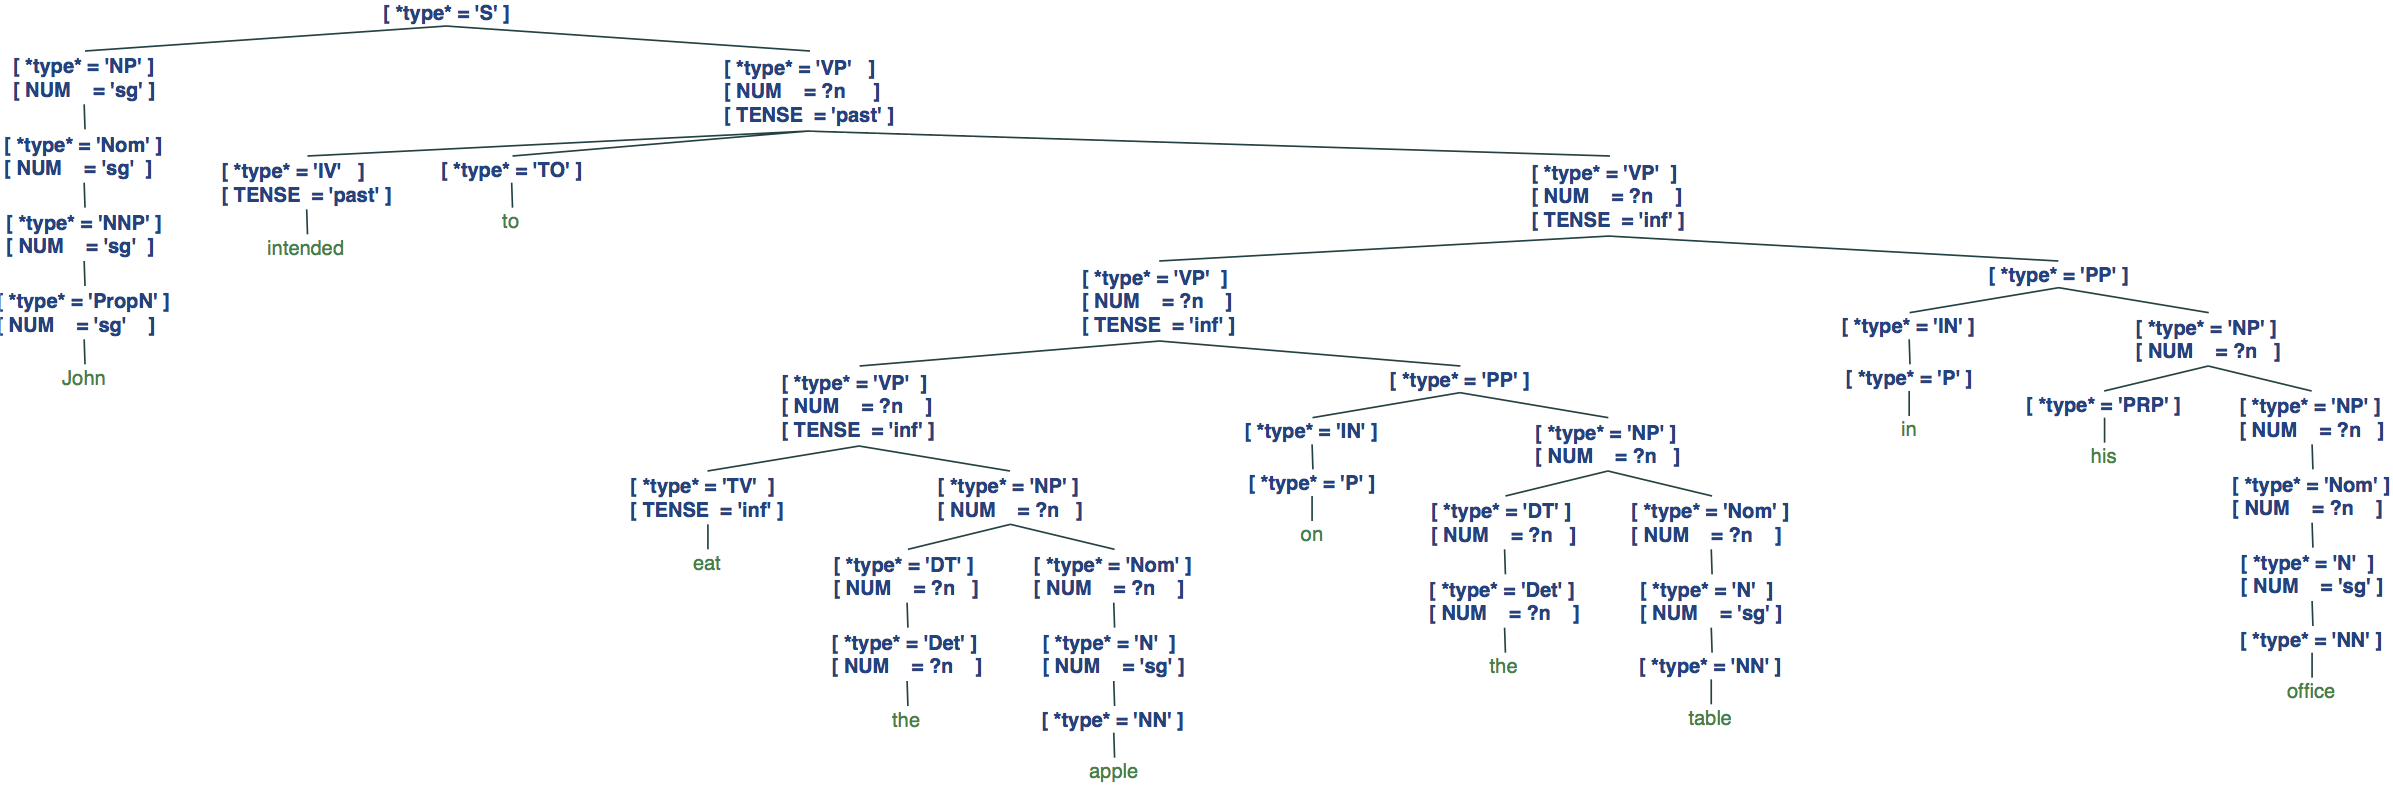 [ *type* = 'S' ]
[ *type* = 'NP' ]
[ NUM = 'sg' ]
[ *type* = 'VP' ]
[ NUM = ?n ]
[ TENSE = 'past' ]
[ *type* = 'Nom' ]
[ NUM = 'sg' ]
[ *type* = 'IV' ]
[ TENSE = 'past' ]
[ *type* = 'TO' ]
[ *type* = 'VP' ]
[ NUM = ?n ]
[ TENSE = 'inf' ]
[ *type* = 'NNP' ]
[ NUM = 'sg' ]
intended
to
[ *type* = 'VP' ]
[ NUM = ?n ]
[ TENSE = 'inf' ]
[ *type* = 'PP' ]
[ *type* = 'PropN' ]
[ NUM = 'sg' ]
John
[ *type* = 'VP' ]
[ NUM = ?n ]
[ TENSE = 'inf' ]
[ *type* = 'PP' ]
[ *type* = 'IN' ]
[ *type* = 'NP' ]
[ NUM = ?n ]
[ *type* = 'P' ]
in
[ *type* = 'PRP' ]
his
[ *type* = 'NP' ]
[ NUM = ?n ]
[ *type* = 'TV' ]
[ TENSE = 'inf' ]
eat
[ *type* = 'NP' ]
[ NUM = ?n ]
[ *type* = 'IN' ]
[ *type* = 'P' ]
on
[ *type* = 'NP' ]
[ NUM = ?n ]
[ *type* = 'Nom' ]
[ NUM = ?n ]
[ *type* = 'DT' ]
[ NUM = ?n ]
[ *type* = 'Nom' ]
[ NUM = ?n ]
[ *type* = 'DT' ]
[ NUM = ?n ]
[ *type* = 'Nom' ]
[ NUM = ?n ]
[ *type* = 'N' ]
[ NUM = 'sg' ]
[ *type* = 'Det' ]
[ NUM = ?n ]
the
[ *type* = 'N' ]
[ NUM = 'sg' ]
[ *type* = 'NN' ]
apple
[ *type* = 'Det' ]
[ NUM = ?n ]
the
[ *type* = 'N' ]
[ NUM = 'sg' ]
[ *type* = 'NN' ]
table
[ *type* = 'NN' ]
office